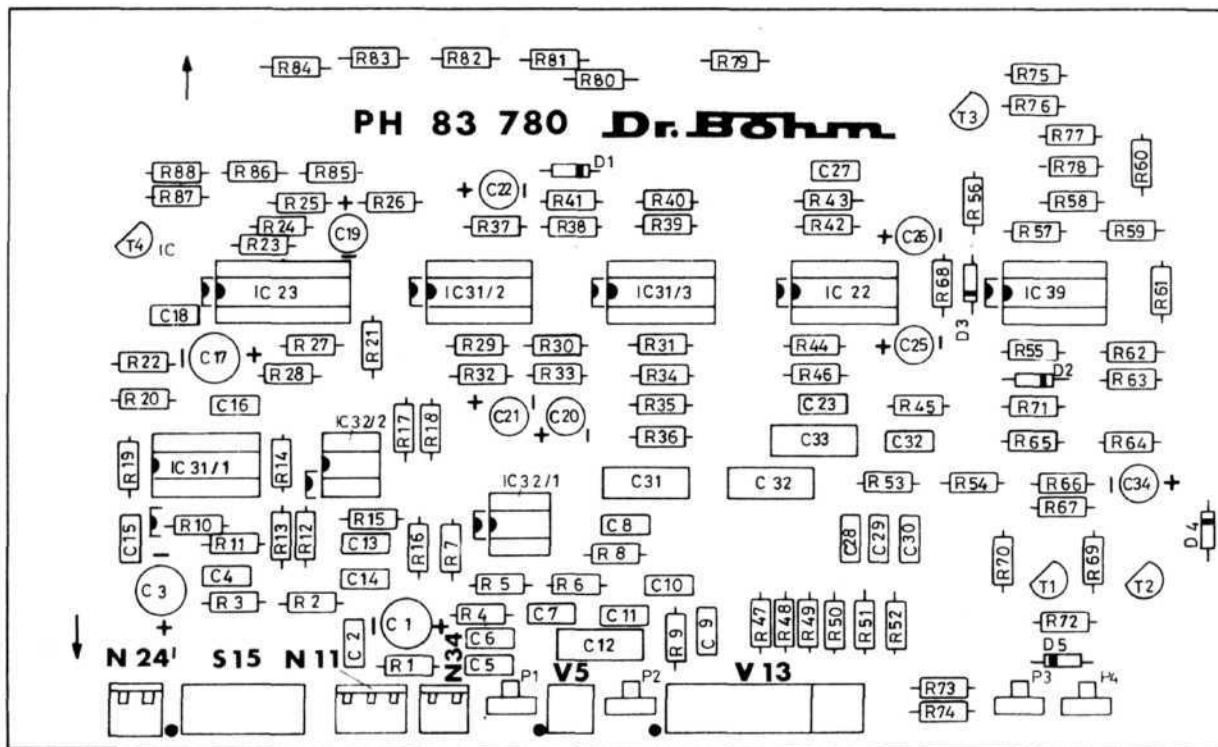 R84 R83 R82 R81 R80 R79 R75
R76
T3
PH 83 780 Dr. Böhm
R77
R88 R86 R85 C22 D1 C27 R78 R60
R87 R25 R26 R41 R40 R43 R56 R58
R24 C19 R37 R38 R39 R42 C26 R57 R59
T4 IC R23
IC 23 IC31/2 IC31/3 IC 22 R68 IC 39 R61
C18 D3
R22 C17 R27 R21 R29 R30 R31 R44 C25 R55 R62
R28 R32 R33 R34 R46 D2 R63
R20 C16 R17 R18 C21 C20 R35 C23 R45 R71
IC32/2
R36 C33 C32 R65 R64
R19 IC 31/1 R14 IC32/1 C31 C 32 R53 R54 R66 C34
R67
C15 R10 R13 R12 R15 R16 R7 C8 C28 C29 C30 D4
R11 C13 R8 R70 R69
C3 C4 C14 R5 R6 C10 T1 T2
R3 R2 C2 C1 R4 C7 C11 R9 C9 R47 R48 R49 R50 R51 R52 R72
C6 C12
N 24 S15 N 11 R1 N34 C5 V5 V 13 D5
P1 P2 P3
R73
R74